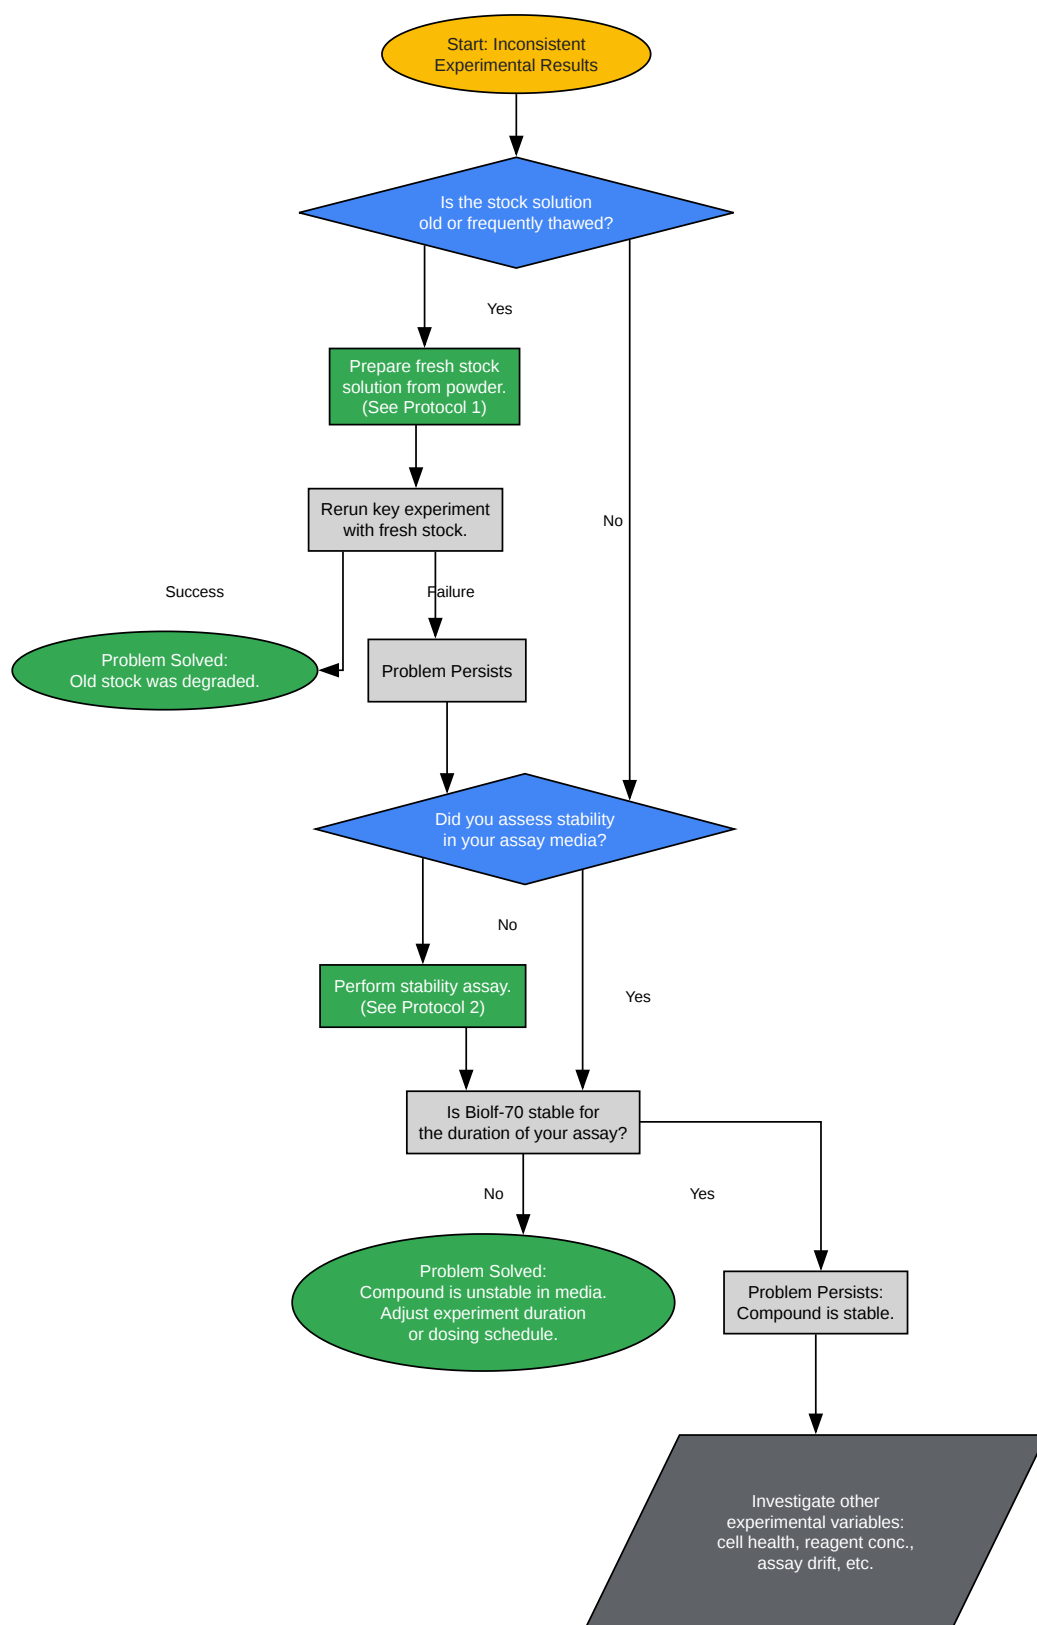 Start: Inconsistent
Experimental Results
Is the stock solution
old or frequently thawed?
Yes
Prepare fresh stock
solution from powder.
(See Protocol 1)
Rerun key experiment
with fresh stock.
No
Success
Failure
Problem Solved:
Old stock was degraded.
Problem Persists
Did you assess stability
in your assay media?
No
Perform stability assay.
(See Protocol 2)
Yes
Is Biolf-70 stable for
the duration of your assay?
No
Yes
Problem Solved:
Compound is unstable in media.
Adjust experiment duration
or dosing schedule.
Problem Persists:
Compound is stable.
Investigate other
experimental variables:
cell health, reagent conc.,
assay drift, etc.